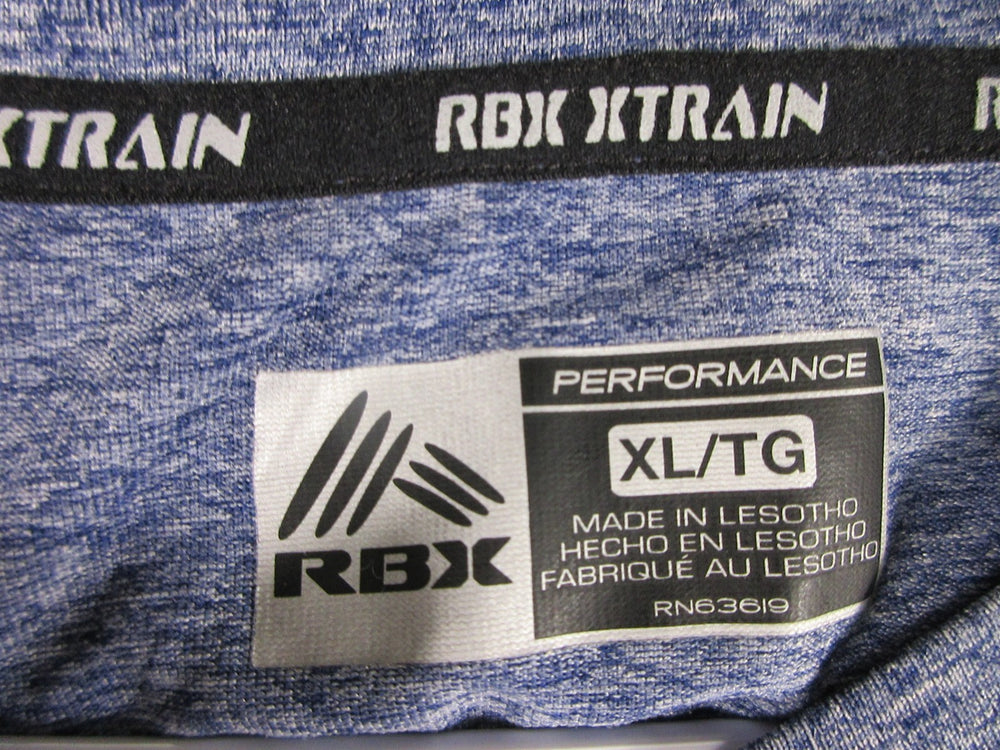 XTRAIN RBX XTRAIN R
RBX
PERFORMANCE
XL/TG
MADE IN LESOTHO
HECHO EN LESOTHO
FABRIQUÉ AU LESOTHO
RN63619